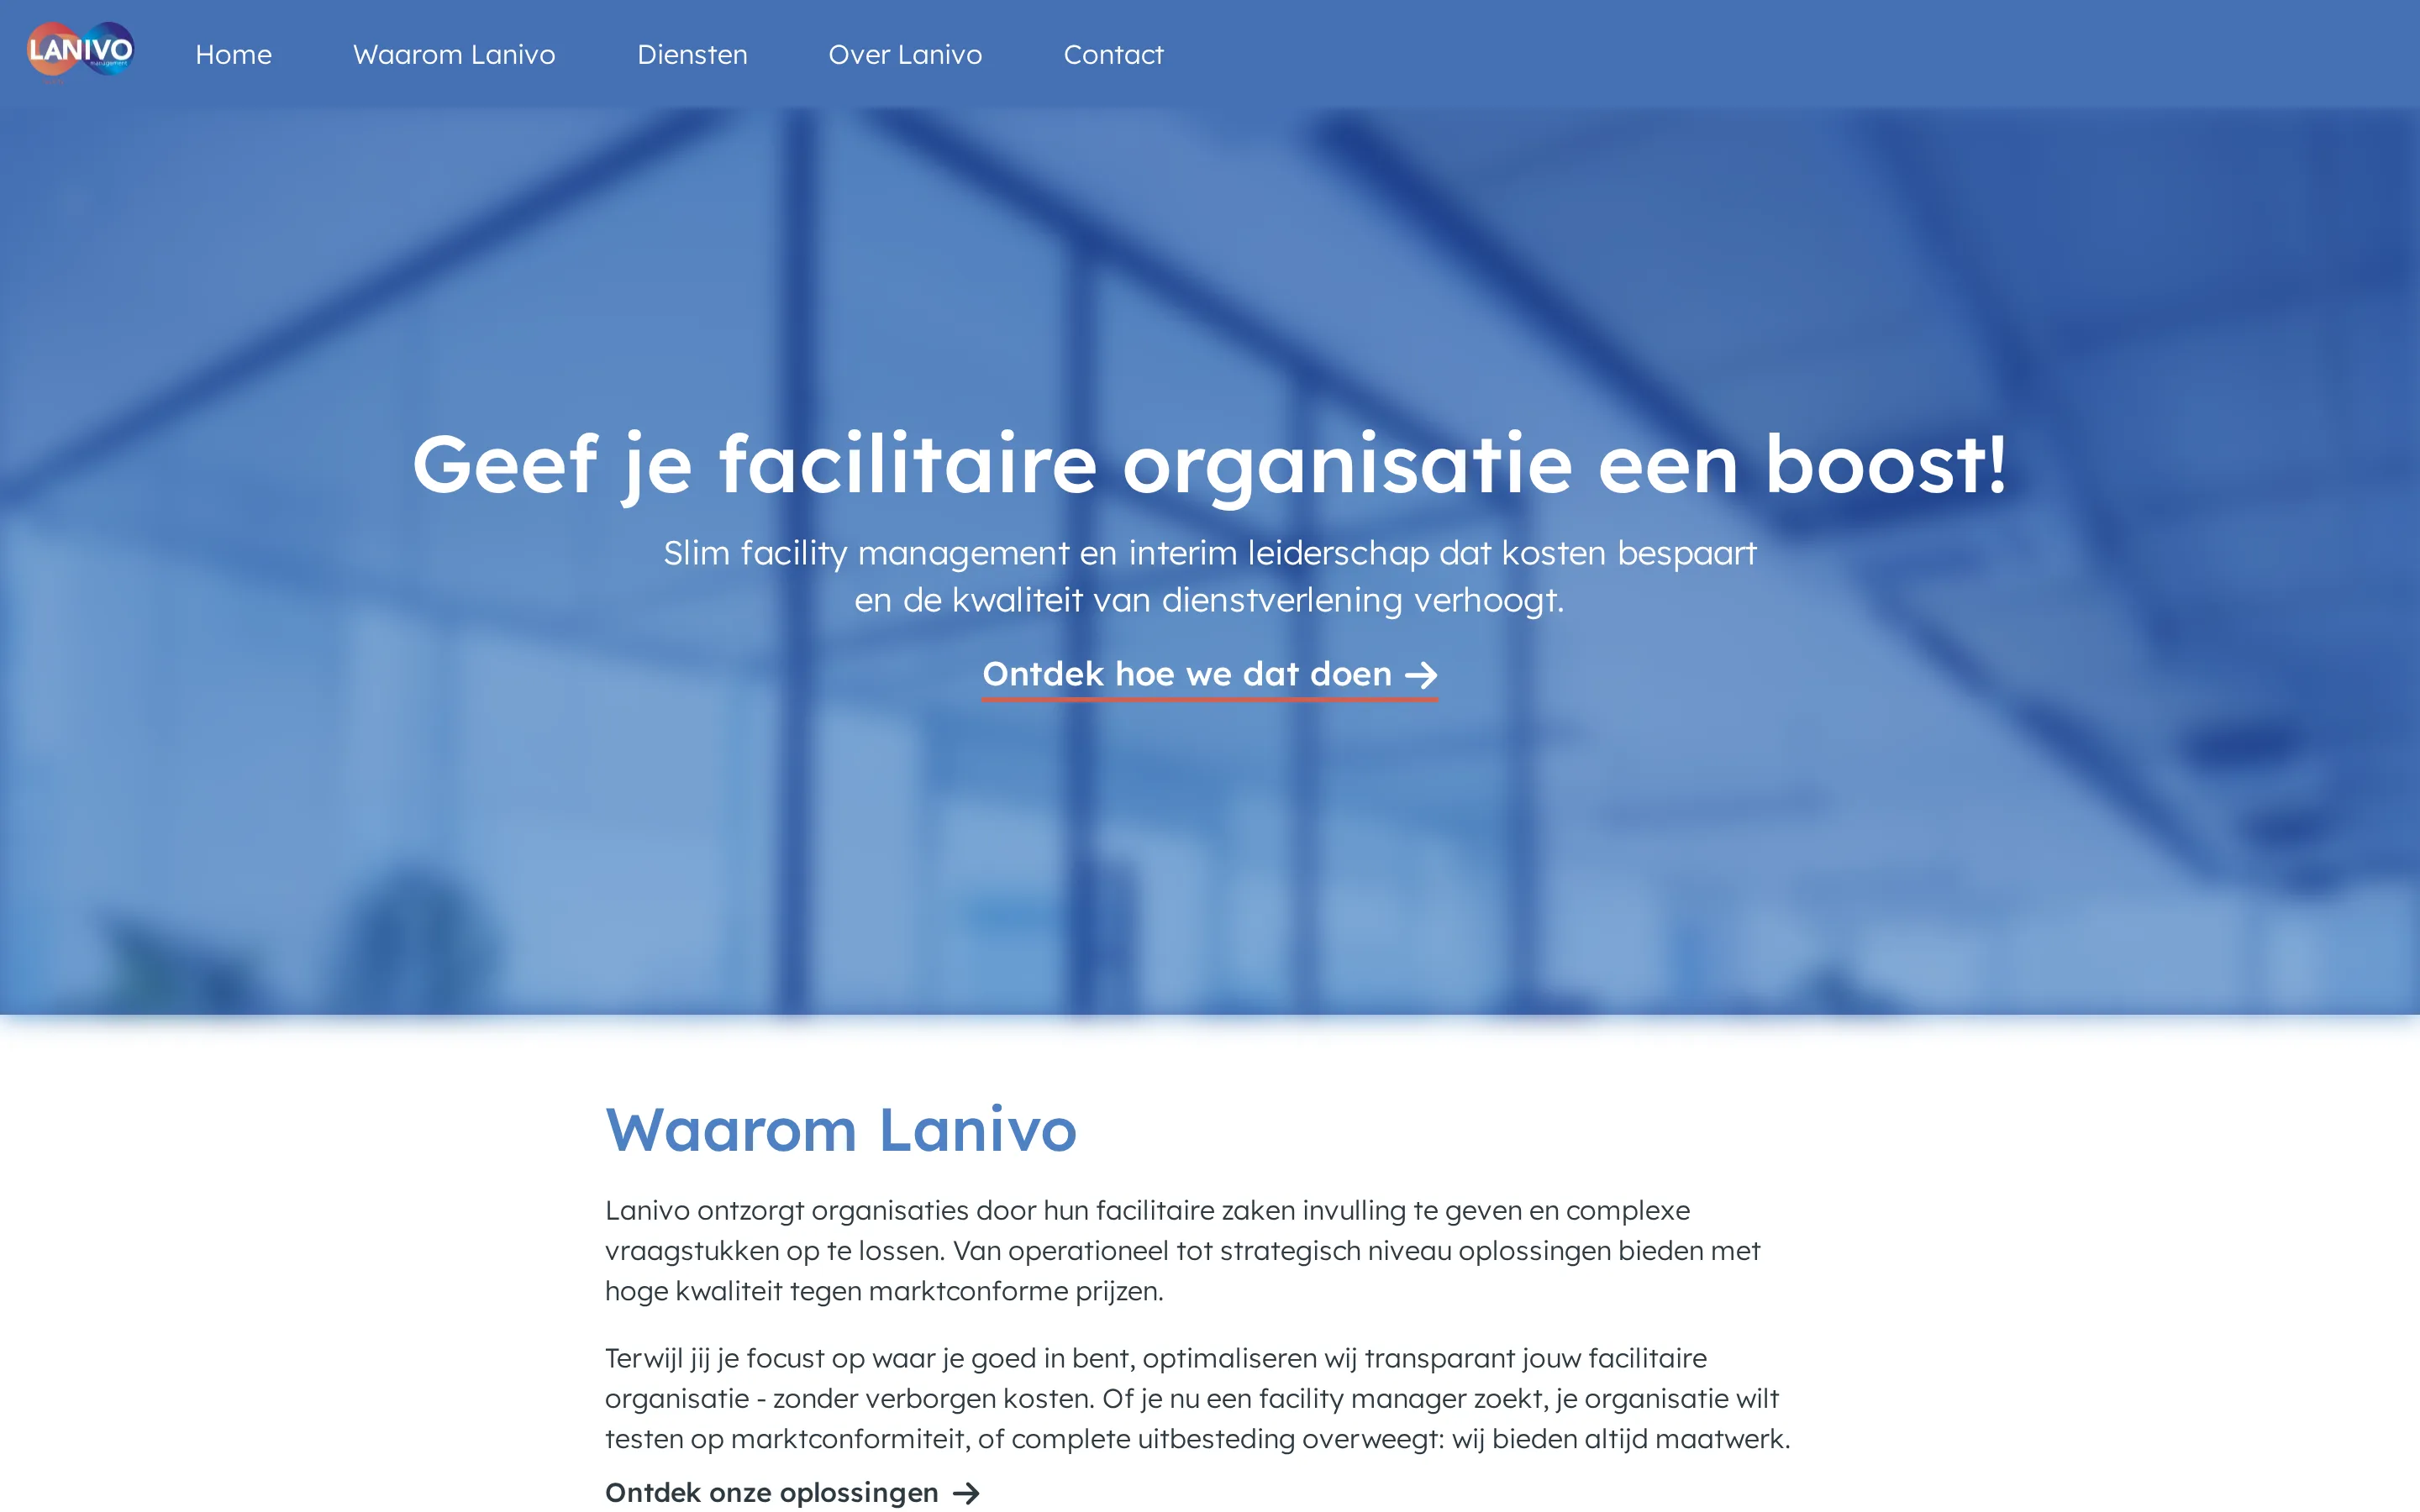 LANIVO
management
Home
Waarom Lanivo
Diensten
Over Lanivo
Contact
Geef je facilitaire organisatie een boost!
Slim facility management en interim leiderschap dat kosten bespaart
en de kwaliteit van dienstverlening verhoogt.
Ontdek hoe we dat doen →
Waarom Lanivo
Lanivo ontzorgt organisaties door hun facilitaire zaken invulling te geven en complexe
vraagstukken op te lossen. Van operationeel tot strategisch niveau oplossingen bieden met
hoge kwaliteit tegen marktconforme prijzen.
Terwijl jij je focust op waar je goed in bent, optimaliseren wij transparant jouw facilitaire
organisatie - zonder verborgen kosten. Of je nu een facility manager zoekt, je organisatie wilt
testen op marktconformiteit, of complete uitbesteding overweegt: wij bieden altijd maatwerk.
Ontdek onze oplossingen →